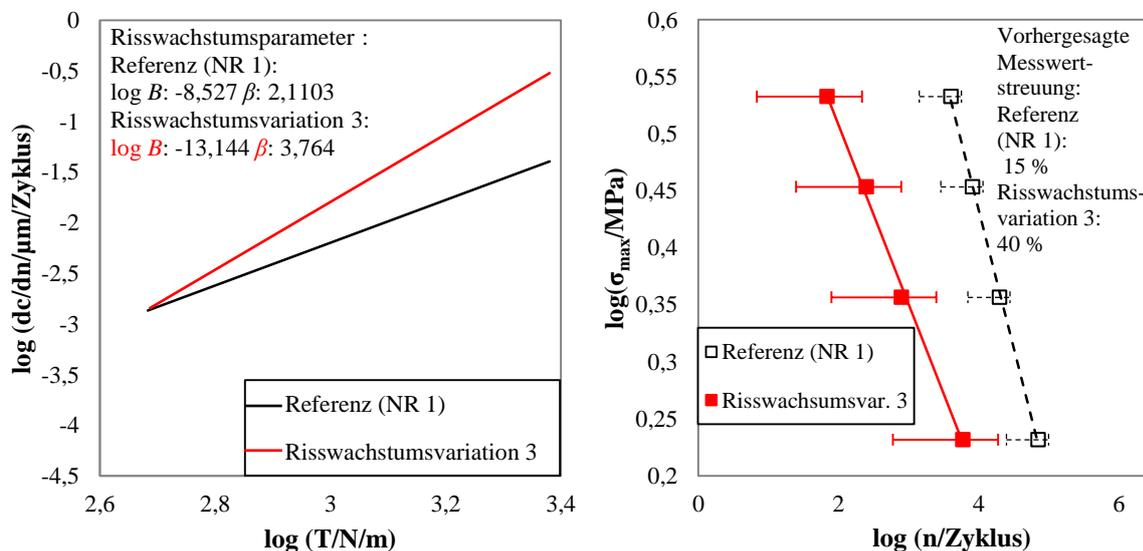 0
-0,5
-1
-1,5
-2
-2,5
-3
-3,5
-4
-4,5
log (dc/dn/µm/Zyklus)
Risswachstumsparameter :
Referenz (NR 1):
log B: -8,527 β: 2,1103
Risswachstumsvariation 3:
log B: -13,144 β: 3,764
Referenz (NR 1)
Risswachstumsvariation 3
2,6 2,8 3 3,2 3,4
log (T/N/m)
0,6
0,55
0,5
0,45
0,4
0,35
0,3
0,25
0,2
log(σmax/MPa)
Vorhergesagte
Messwert-
streuung:
Referenz
(NR 1):
15 %
Risswachstums-
variation 3:
40 %
Referenz (NR 1)
Risswachsumsvar. 3
0 2 4 6
log (n/Zyklus)